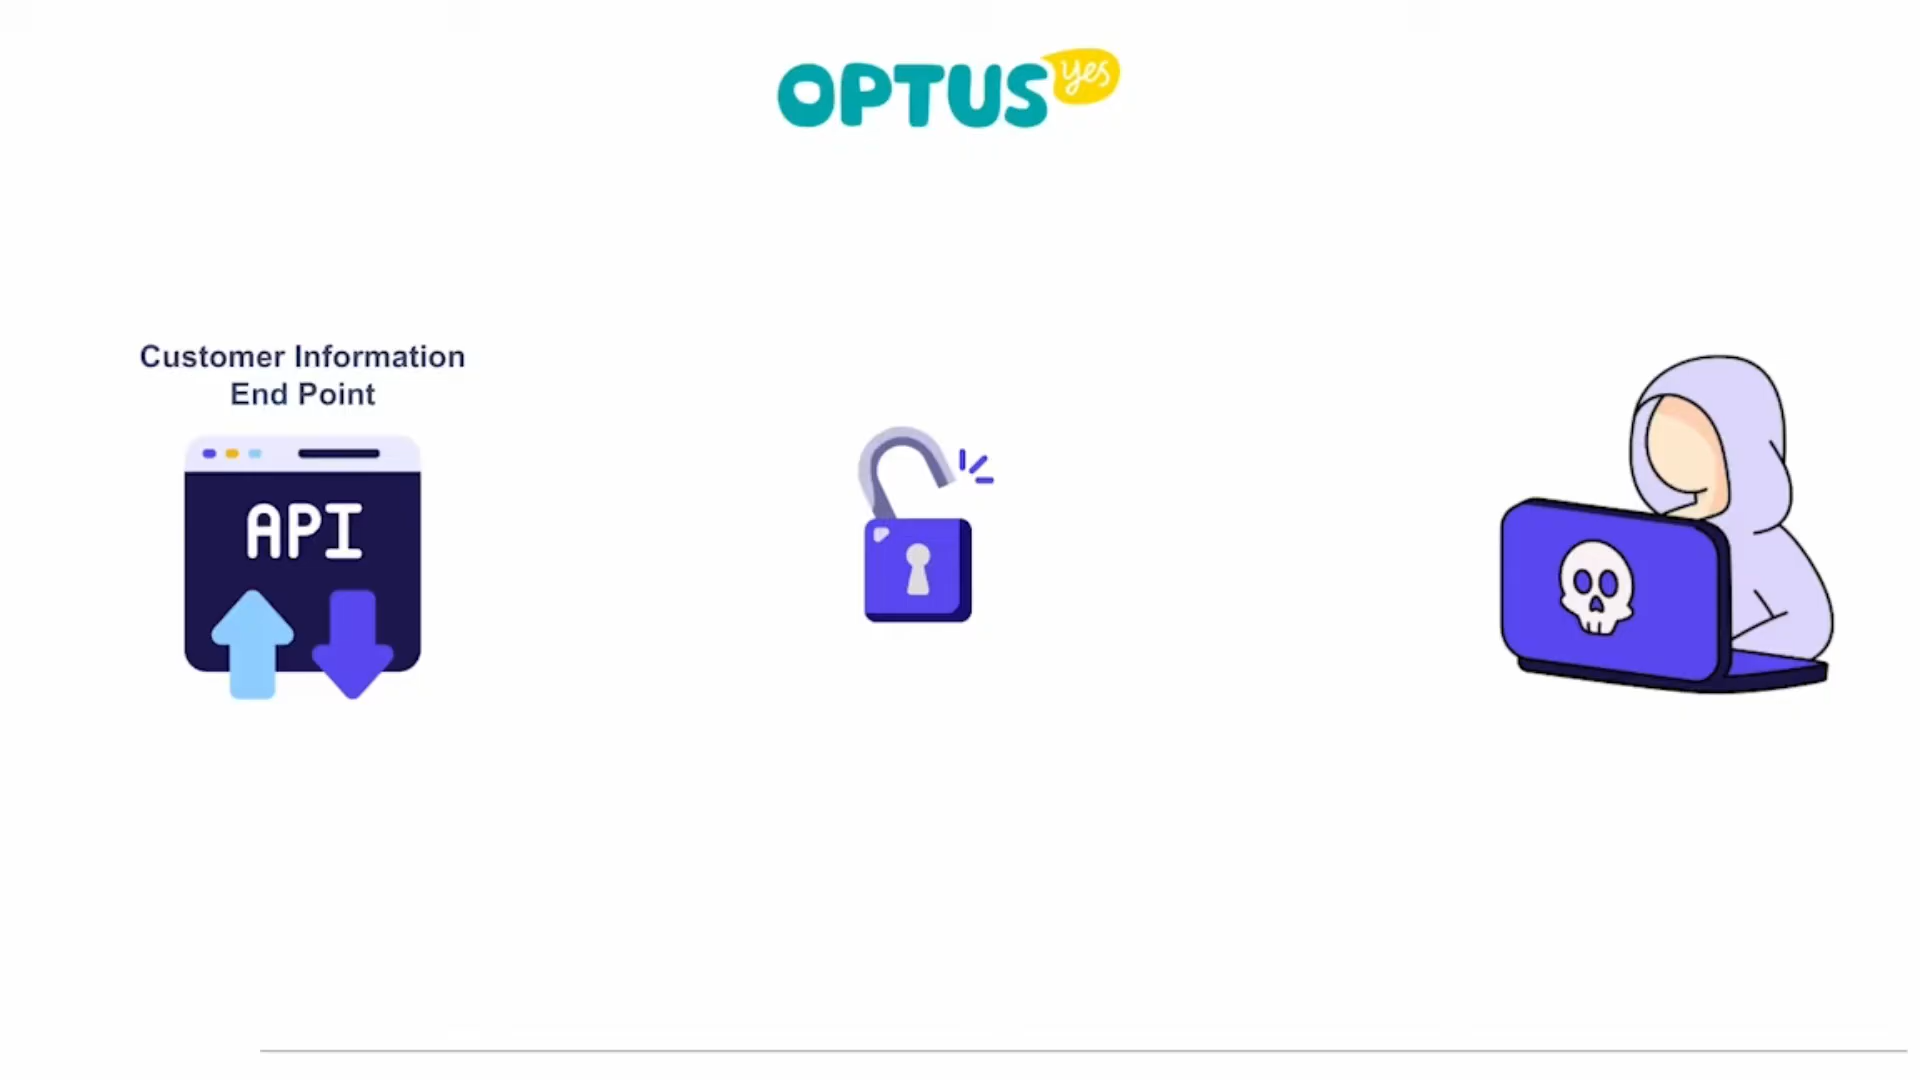 OPTUS yes
Customer Information
End Point
API